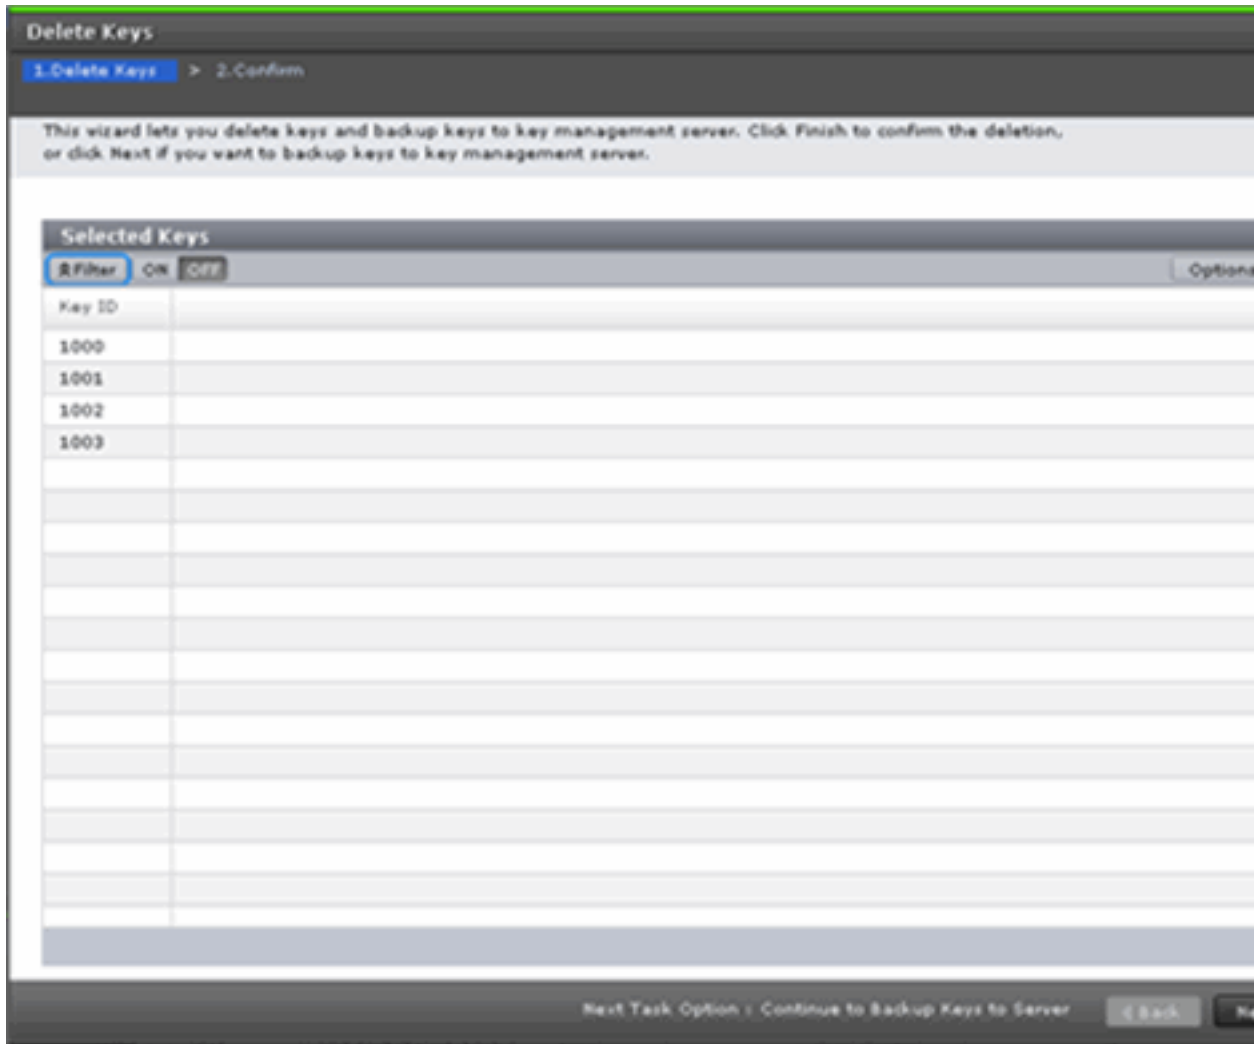 Delete Keys
1.Delete Keys > 2.Confirm
This wizard lets you delete keys and backup keys to key management server. Click Finish to confirm the deletion,
or click Next if you want to backup keys to key management server.
Selected Keys
Filter ON OFF
Key ID
1000
1001
1002
1003
Next Task Option : Continue to Backup Keys to Server < Back